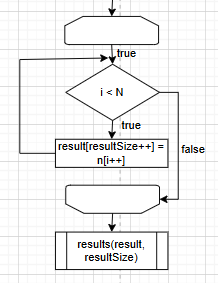 true
i < N
true
result[resultSize++] =
n[i++]
false
results(result,
resultSize)